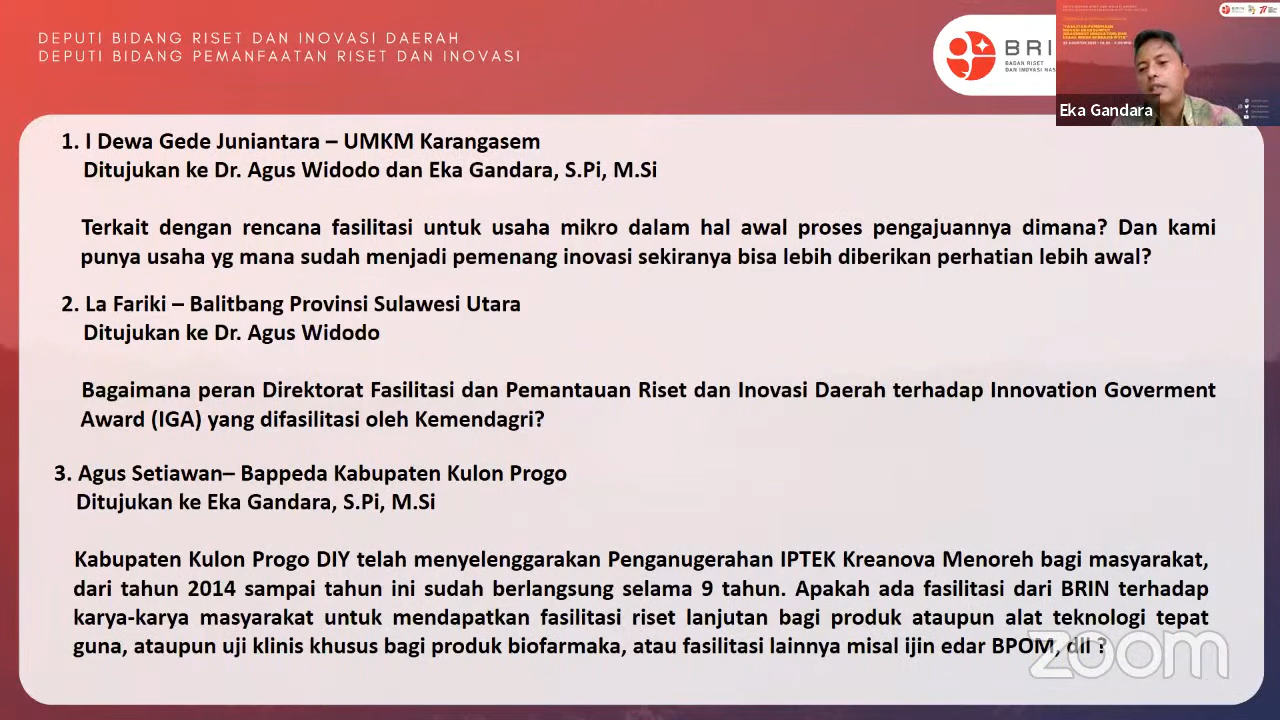 DEPUTI BIDANG RISET DAN INOVASI DAERAH
DEPUTI BIDANG PEMANFAATAN RISET DAN INOVASI
BRI
BADAN RISET
DAN INOVASI NAS
Eka Gandara
1. I Dewa Gede Juniantara – UMKM Karangasem
Ditujukan ke Dr. Agus Widodo dan Eka Gandara, S.Pi, M.Si
Terkait dengan rencana fasilitasi untuk usaha mikro dalam hal awal proses pengajuannya dimana? Dan kami
punya usaha yg mana sudah menjadi pemenang inovasi sekiranya bisa lebih diberikan perhatian lebih awal?
2. La Fariki – Balitbang Provinsi Sulawesi Utara
Ditujukan ke Dr. Agus Widodo
Bagaimana peran Direktorat Fasilitasi dan Pemantauan Riset dan Inovasi Daerah terhadap Innovation Goverment
Award (IGA) yang difasilitasi oleh Kemendagri?
3. Agus Setiawan– Bappeda Kabupaten Kulon Progo
Ditujukan ke Eka Gandara, S.Pi, M.Si
Kabupaten Kulon Progo DIY telah menyelenggarakan Penganugerahan IPTEK Kreanova Menoreh bagi masyarakat,
dari tahun 2014 sampai tahun ini sudah berlangsung selama 9 tahun. Apakah ada fasilitasi dari BRIN terhadap
karya-karya masyarakat untuk mendapatkan fasilitasi riset lanjutan bagi produk ataupun alat teknologi tepat
guna, ataupun uji klinis khusus bagi produk biofarmaka, atau fasilitasi lainnya misal ijin edar BPOM, dll ?
zoom